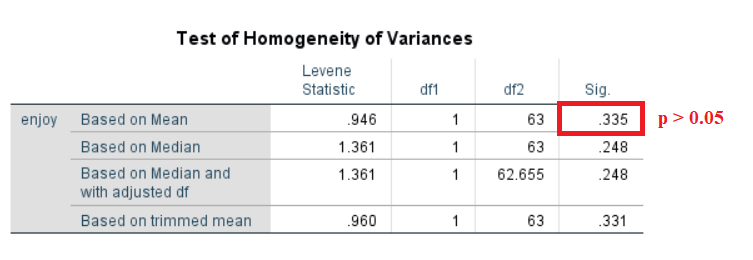 Test of Homogeneity of Variances
Levene
Statistic df1 df2 Sig.
enjoy Based on Mean .946 1 63 .335 p > 0.05
Based on Median 1.361 1 63 .248
Based on Median and
with adjusted df 1.361 1 62.655 .248
Based on trimmed mean .960 1 63 .331